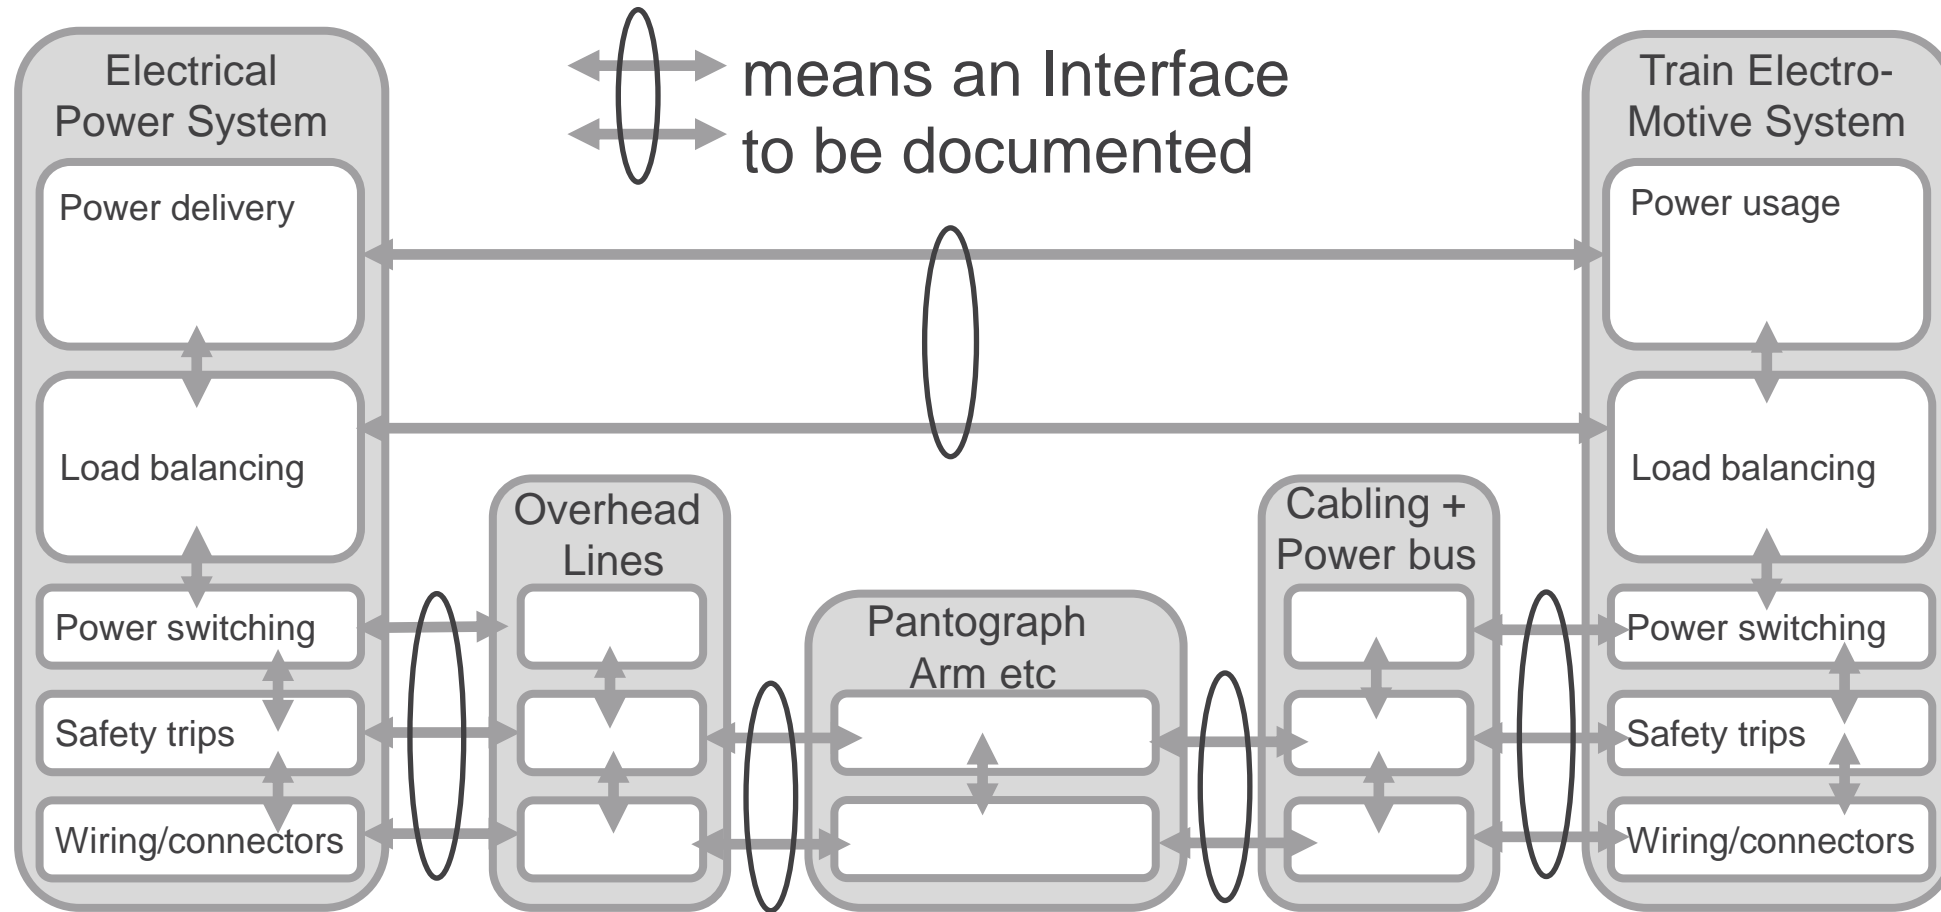 Electrical
Power System
means an Interface
to be documented
Train Electro-
Motive System
Power delivery
Power usage
Load balancing
Load balancing
Overhead
Lines
Cabling +
Power bus
Pantograph
Arm etc
Power switching
Power switching
Safety trips
Safety trips
Wiring/connectors
Wiring/connectors